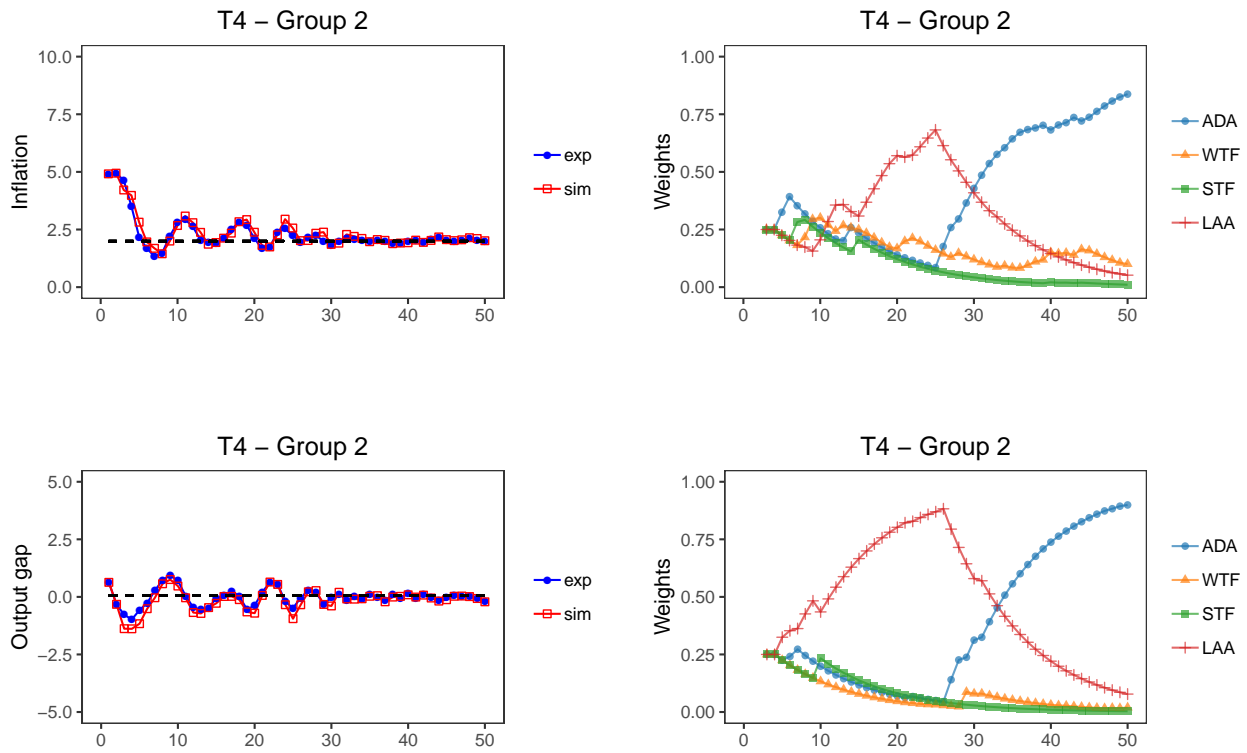 T4 – Group 2
Inflation
10.0
7.5
5.0
2.5
0.0
0 10 20 30 40 50
exp
sim
T4 – Group 2
Weights
1.00
0.75
0.50
0.25
0.00
0 10 20 30 40 50
ADA
WTF
STF
LAA
T4 – Group 2
Output gap
5.0
2.5
0.0
−2.5
−5.0
0 10 20 30 40 50
exp
sim
T4 – Group 2
Weights
1.00
0.75
0.50
0.25
0.00
0 10 20 30 40 50
ADA
WTF
STF
LAA